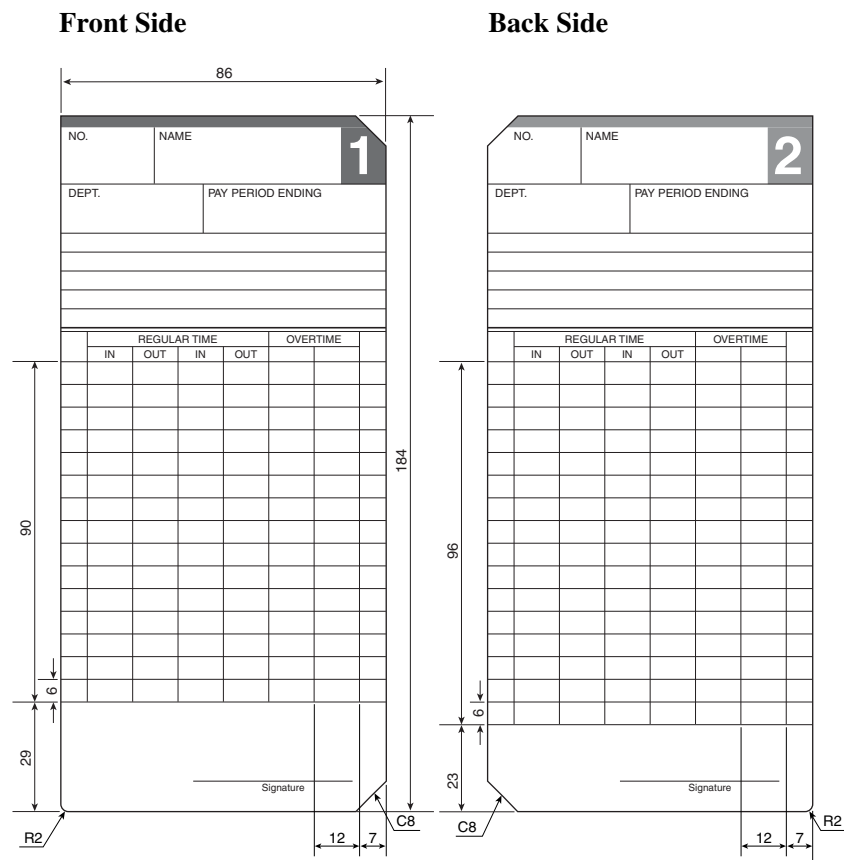 Front Side Back Side
86
NO. NAME 1 NO. NAME 2
DEPT. PAY PERIOD ENDING DEPT. PAY PERIOD ENDING
REGULAR TIME OVERTIME REGULAR TIME OVERTIME
IN OUT IN OUT IN OUT IN OUT
184
90 96
6 6
29 23
Signature Signature
R2 12 7 C8 C8 12 7 R2